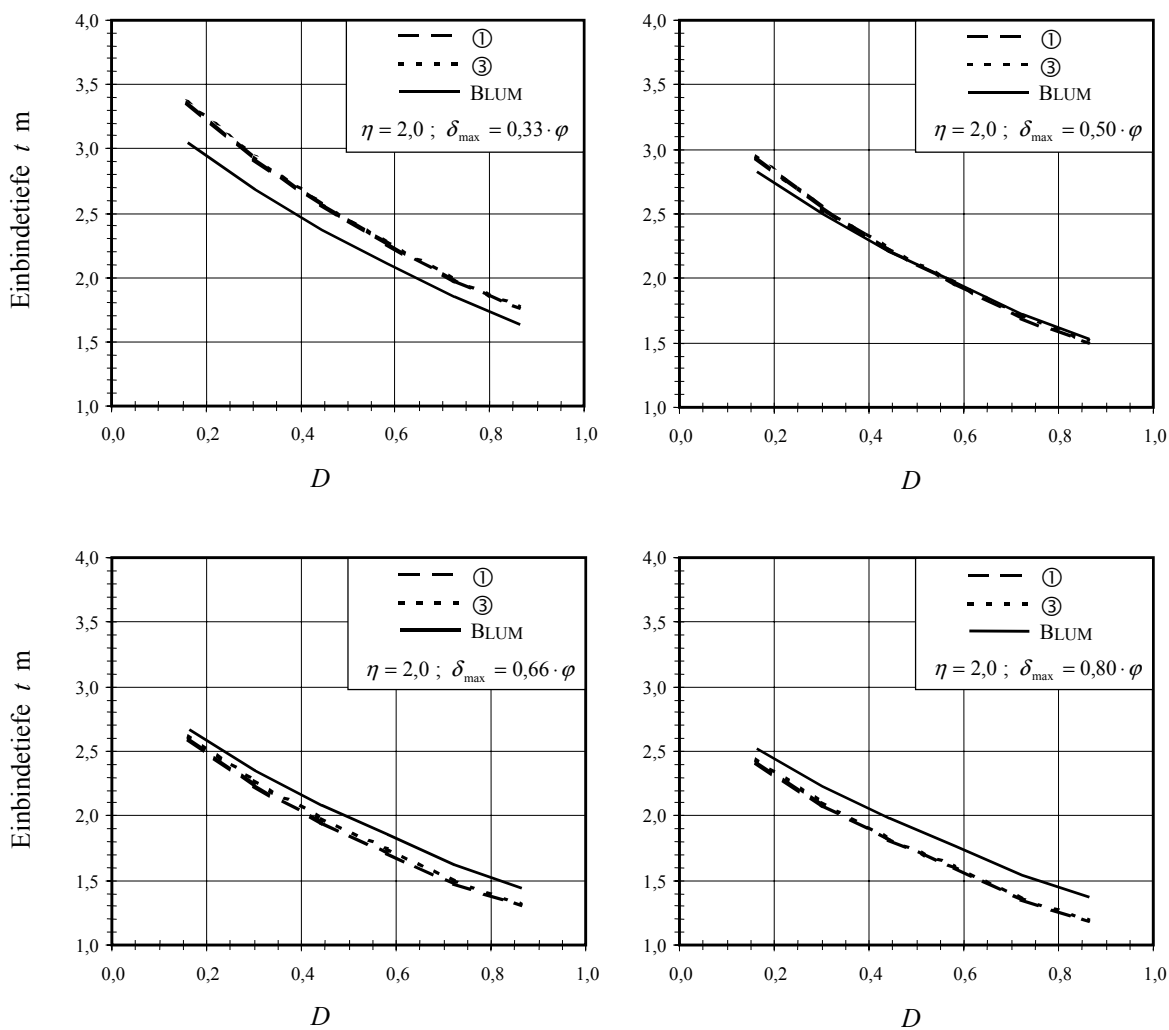 4,0
3,5
3,0
2,5
2,0
1,5
1,0
Einbindetiefe t m
①
③
BLUM
η = 2,0 ; δmax = 0,33 · φ
0,0 0,2 0,4 0,6 0,8 1,0
D
4,0
3,5
3,0
2,5
2,0
1,5
1,0
①
③
BLUM
η = 2,0 ; δmax = 0,50 · φ
0,0 0,2 0,4 0,6 0,8 1,0
D
4,0
3,5
3,0
2,5
2,0
1,5
1,0
Einbindetiefe t m
①
③
BLUM
η = 2,0 ; δmax = 0,66 · φ
0,0 0,2 0,4 0,6 0,8 1,0
D
4,0
3,5
3,0
2,5
2,0
1,5
1,0
①
③
BLUM
η = 2,0 ; δmax = 0,80 · φ
0,0 0,2 0,4 0,6 0,8 1,0
D